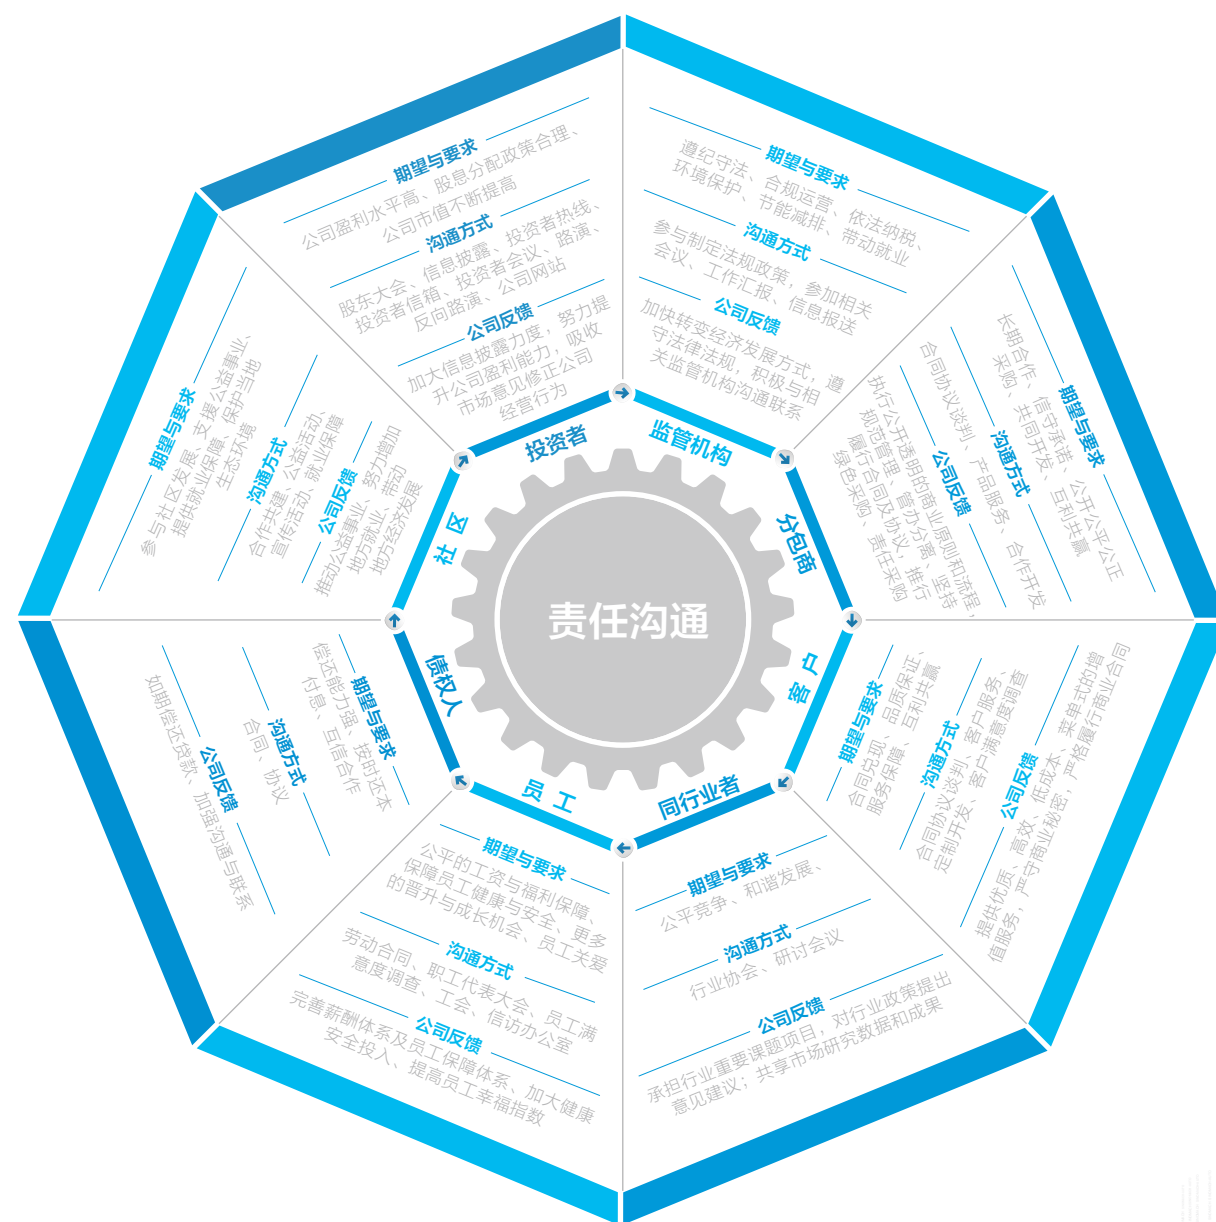 责任沟通
投资者
期望与要求
公司盈利水平高、股息分配政策合理、
公司市值不断提高
沟通方式
股东大会、信息披露、投资者热线、
投资者信箱、投资者会议、路演、
反向路演、公司网站
公司反馈
加大信息披露力度，努力提
升公司盈利能力，吸收
市场意见修正公司
经营行为
监管机构
期望与要求
遵纪守法、合规运营、依法纳税、
环境保护、节能减排、带动就业
沟通方式
参与制定法规政策，参加相关
会议、工作汇报、信息报送
公司反馈
加快转变经济发展方式，遵
守法律法规，积极与相
关监管机构沟通联系
分包商
期望与要求
长期合作、信守承诺、公开公平公正
采购、共同开发、互利共赢
沟通方式
合同协议谈判、产品服务、合作开发
公司反馈
执行公开透明的商业原则和流程，
规范管理、管办分离、坚持
履行合同及协议，推行
绿色采购、责任采购
客 户
期望与要求
合同兑现、品质保证、
服务保障、互利共赢
沟通方式
合同协议谈判、客户服务、
定制开发、客户满意度调查
公司反馈
提供优质、高效、低成本、菜单式的增
值服务，严守商业秘密，严格履行商业合同
同行业者
期望与要求
公平竞争、和谐发展、
沟通方式
行业协会、研讨会议
公司反馈
承担行业重要课题项目，对行业政策提出
意见建议；共享市场研究数据和成果
员 工
期望与要求
公平的工资与福利保障、
保障员工健康与安全、更多
的晋升与成长机会、员工关爱
沟通方式
劳动合同、职工代表大会、员工满
意度调查、工会、信访办公室
公司反馈
完善薪酬体系及员工保障体系、加大健康
安全投入、提高员工幸福指数
债权人
期望与要求
偿还能力强、按时还本
付息、互信合作
沟通方式
合同、协议
公司反馈
如期偿还贷款、加强沟通与联系
社 区
期望与要求
参与社区发展、支援公益事业、
提供就业保障、保护当地
生态环境
沟通方式
合作共建、公益活动、
宣传活动、就业保障
公司反馈
推动公益事业、努力增加
地方就业、带动
地方经济发展